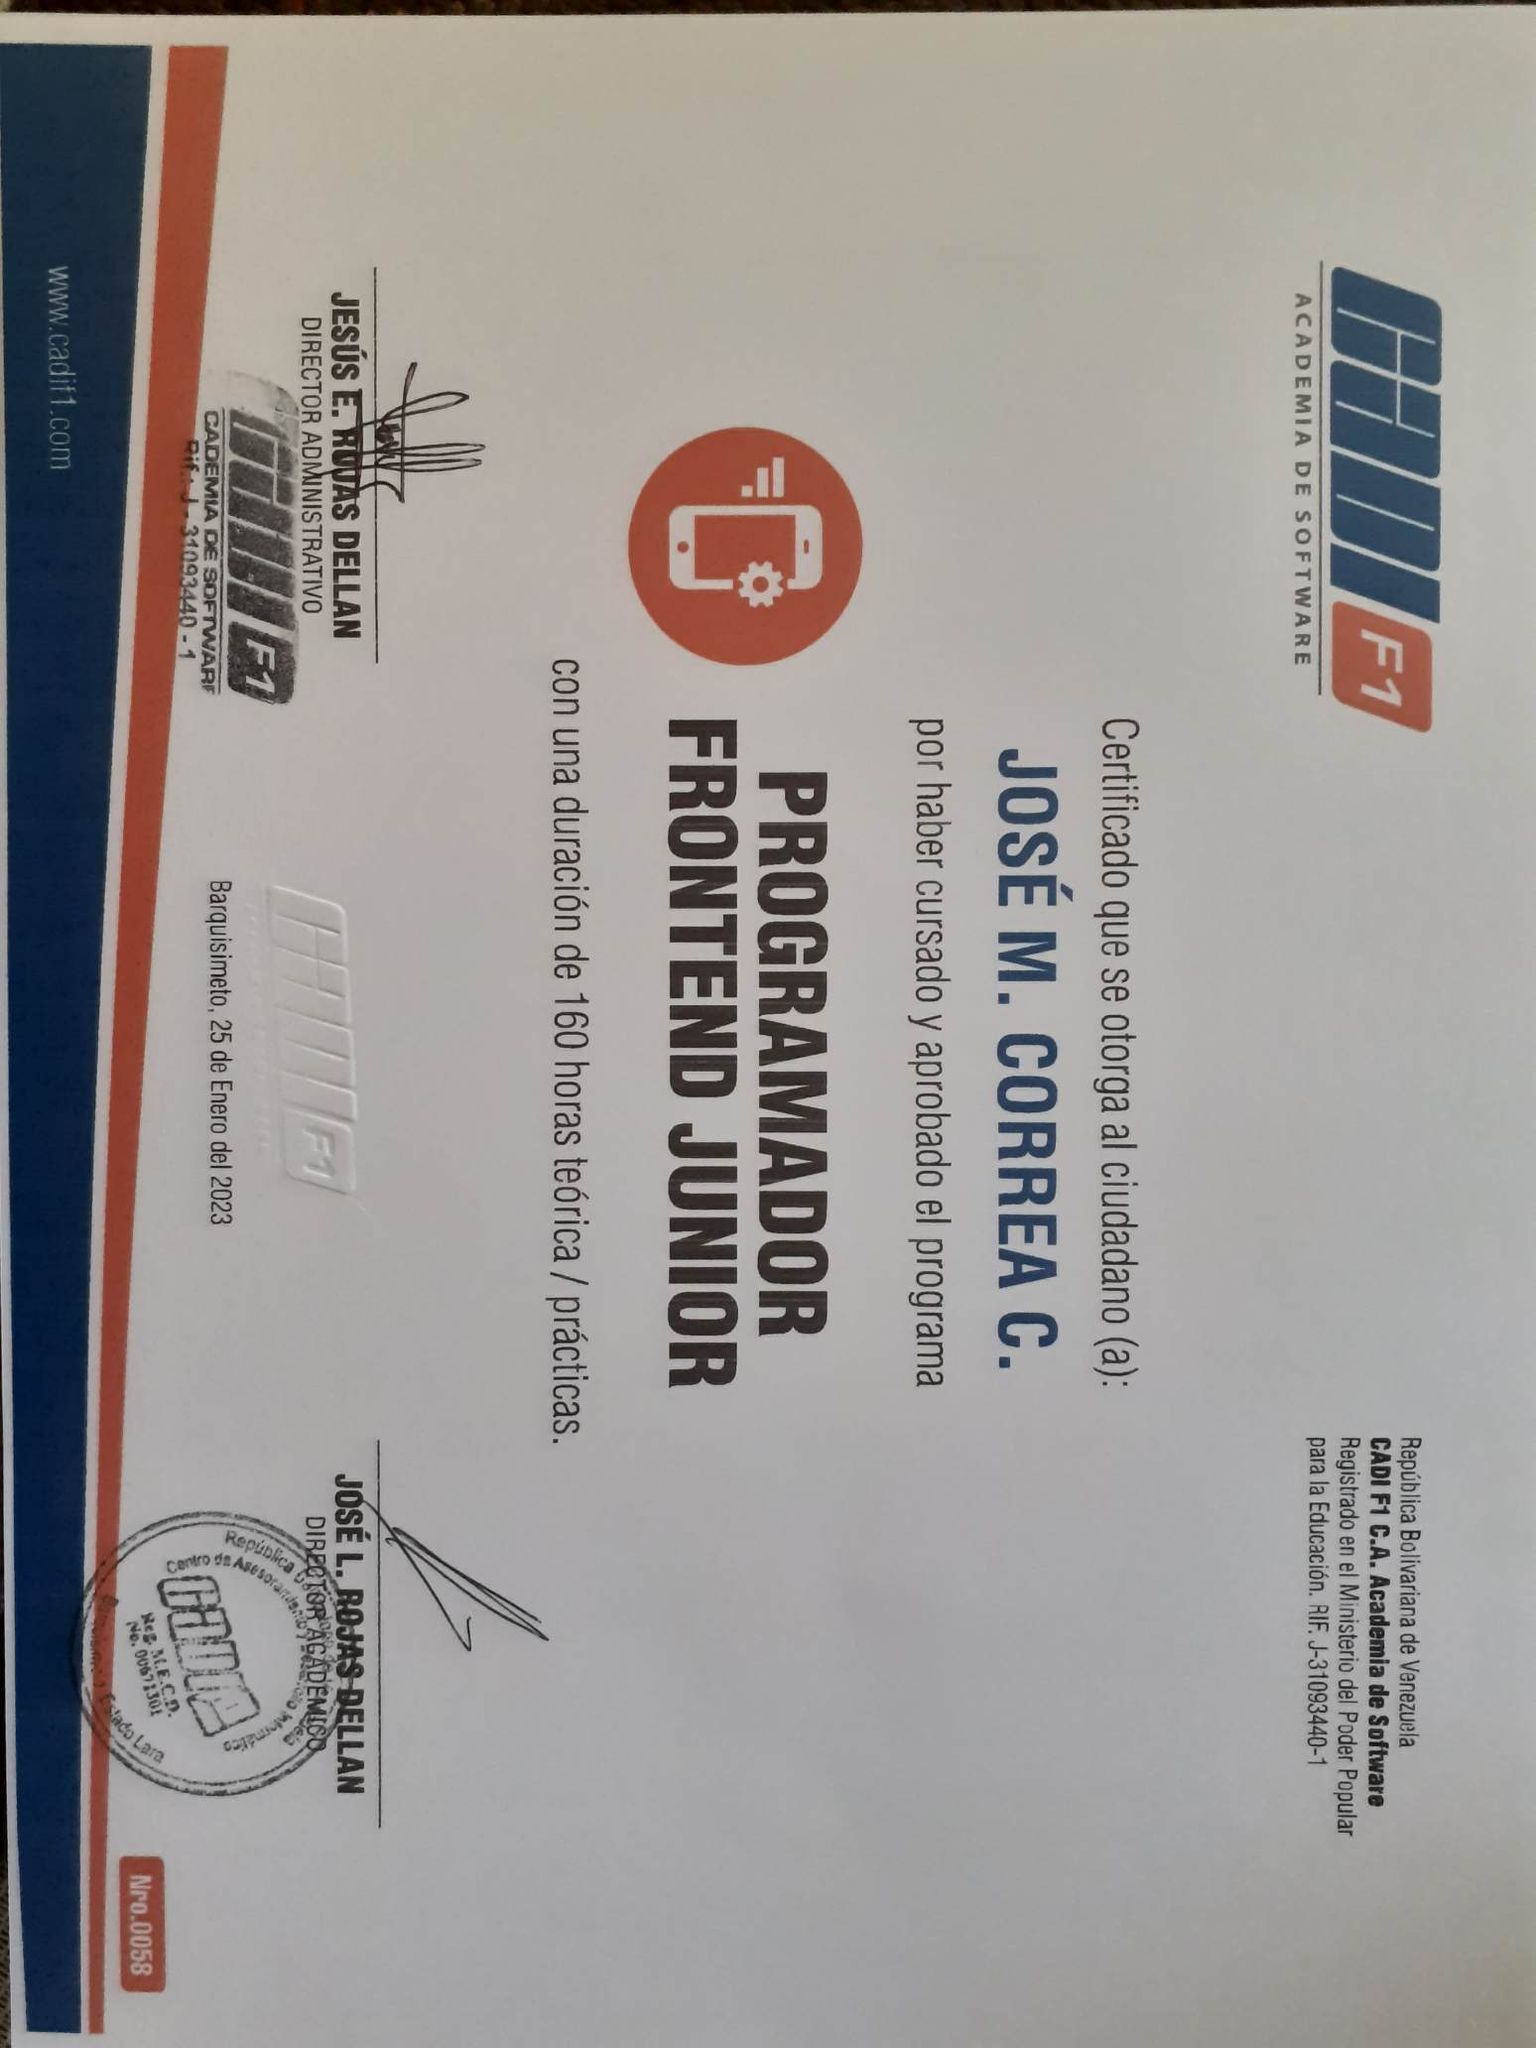 CADI F1
ACADEMIA DE SOFTWARE
República Bolivariana de Venezuela
CADI F1 C.A. Academia de Software
Registrado en el Ministerio del Poder Popular
para la Educación. RIF. J-31093440-1
Certificado que se otorga al ciudadano (a):
JOSÉ M. CORREA C.
por haber cursado y aprobado el programa
PROGRAMADOR
FRONTEND JUNIOR
con una duración de 160 horas teórica / prácticas.
JESÚS E. ROJAS DELLAN
DIRECTOR ADMINISTRATIVO
CADI F1
CADEMIA DE SOFTWARE
Rif.: J - 31093440 - 1
CADI F1
Barquisimeto, 25 de Enero del 2023
JOSÉ L. ROJAS DELLAN
DIRECTOR ACADÉMICO
República
Centro de Asesoramiento y Desarrollo Informático
CADI
Reg. M.E.C.D.
No. 00671301
Estado Lara
Nro.0058
www.cadif1.com